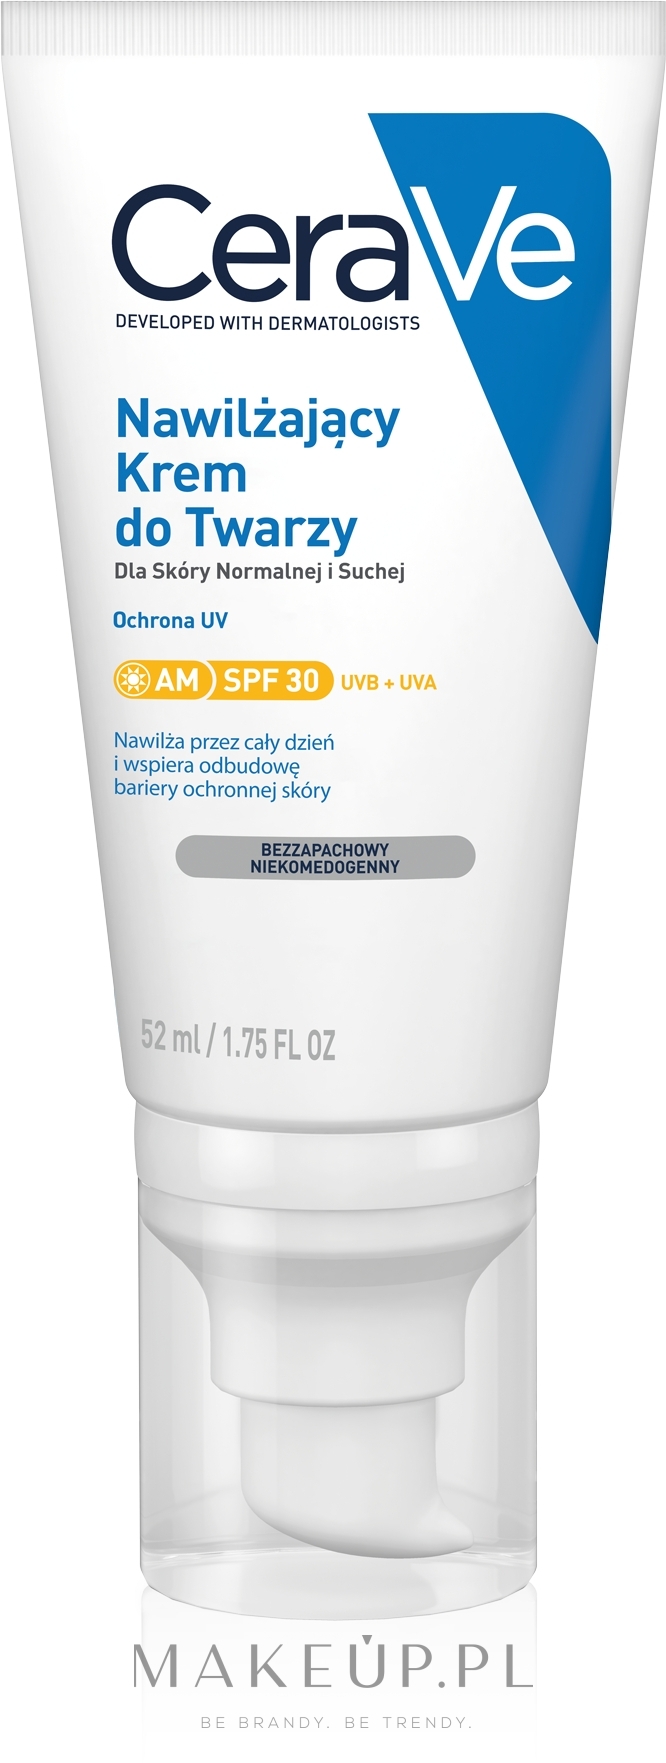 CeraVe
DEVELOPED WITH DERMATOLOGISTS
Nawilżający
Krem
do Twarzy
Dla Skóry Normalnej i Suchej
Ochrona UV
AM SPF 30 UVB + UVA
Nawilża przez cały dzień
i wspiera odbudowę
bariery ochronnej skóry
BEZZAPACHOWY
NIEKOMEDOGENNY
52 ml / 1.75 FL OZ
MAKEUP.PL
BE BRANDY. BE TRENDY.